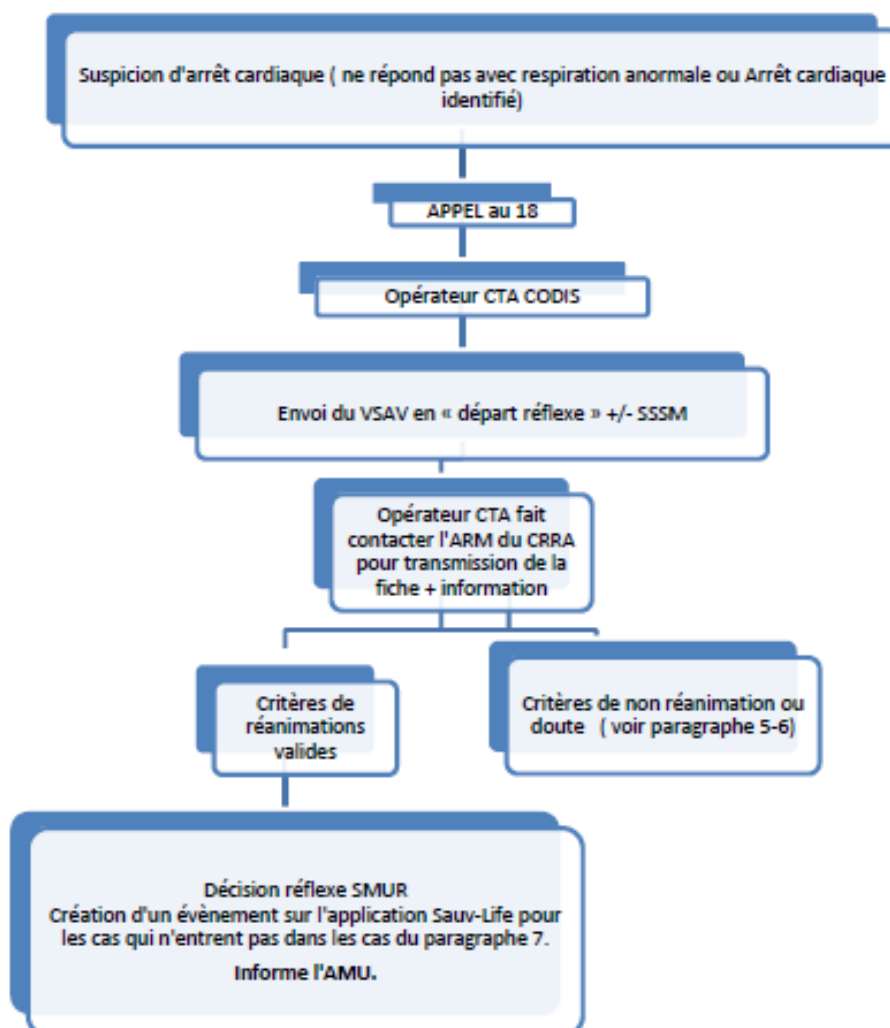 Suspicion d'arrêt cardiaque ( ne répond pas avec respiration anormale ou Arrêt cardiaque
identifié)
APPEL au 18
Opérateur CTA CODIS
Envoi du VSAV en « départ réflexe » +/- SSSM
Opérateur CTA fait
contacter l'ARM du CRRA
pour transmission de la
fiche + information
Critères de
réanimations
valides
Critères de non réanimation ou
doute ( voir paragraphe 5-6)
Décision réflexe SMUR
Création d'un évènement sur l'application Sauv-Life pour
les cas qui n'entrent pas dans les cas du paragraphe 7.
Informe l'AMU.